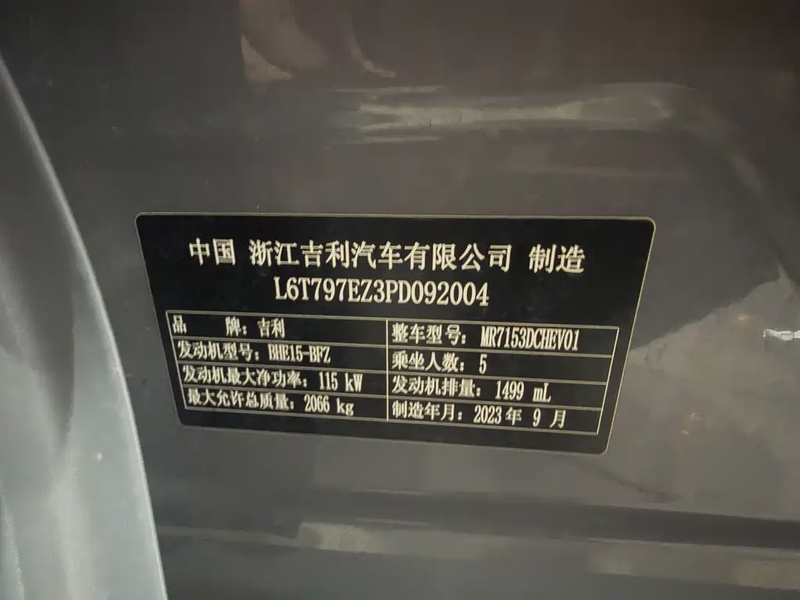 中国 浙江吉利汽车有限公司 制造
L6T797EZ3PD092004
品 牌：吉利
整车型号：MR7153DCHEV01
发动机型号：BHE15-BFZ
乘坐人数：5
发动机最大净功率：115 kW
发动机排量：1499 mL
最大允许总质量：2066 kg
制造年月：2023 年 9 月